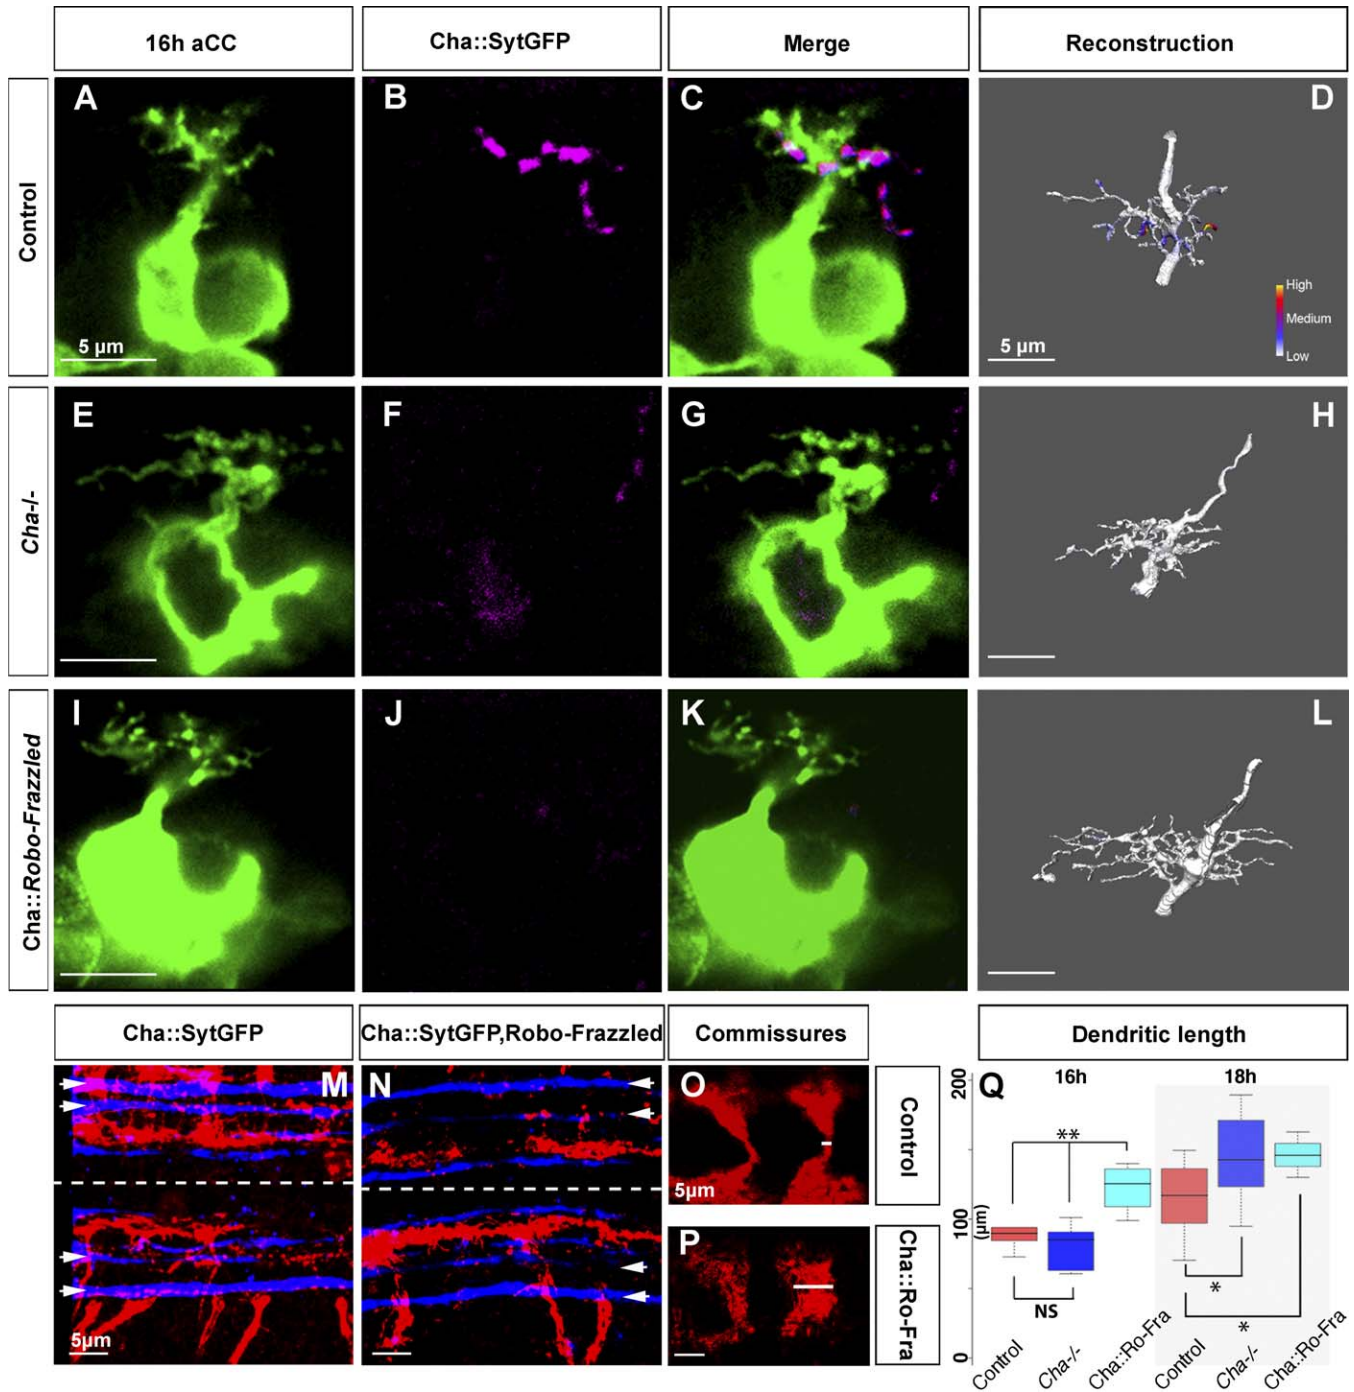 16h aCC
Cha::SytGFP
Merge
Reconstruction
Control
A
B
C
D
5 µm
High
Medium
Low
5 µm
Cha-/-
E
F
G
H
Cha::Robo-Frazzled
I
J
K
L
Cha::SytGFP
Cha::SytGFP,Robo-Frazzled
Commissures
Dendritic length
M
N
O
Control
Q
16h
18h
200
**
5µm
100
(µm)
P
Cha::Ro-Fra
NS
*
*
5µm
0
Control
Cha-/-
Cha::Ro-Fra
Control
Cha-/-
Cha::Ro-Fra